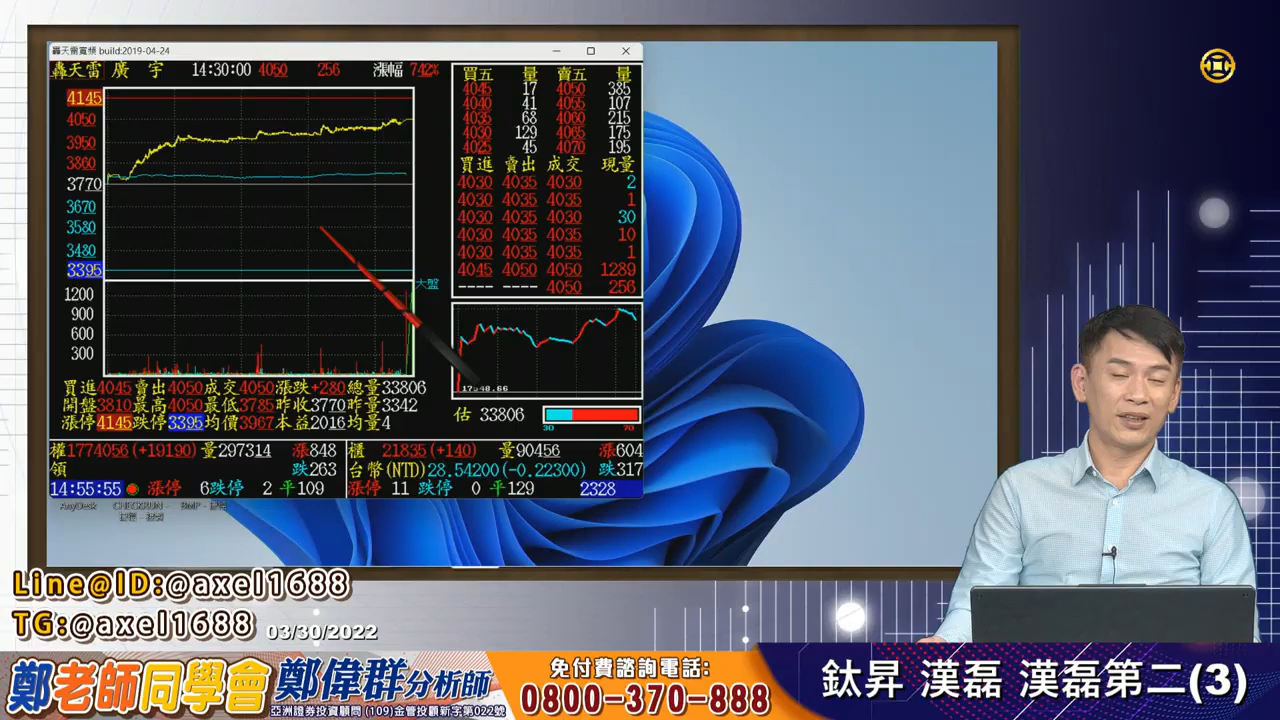 轟天雷寬頻 build:2019-04-24
轟天雷 廣 宇 14:30:00 4050 256 漲幅 7.42%
4145
4050
3950
3860
3770
3670
3580
3480
3395
大盤
1200
900
600
300
買五 量 賣五 量
4045 17 4050 385
4040 41 4055 107
4035 68 4060 215
4030 129 4065 175
4025 45 4070 195
買進 賣出 成交 現量
4030 4035 4030 2
4030 4035 4035 1
4030 4035 4030 30
4030 4035 4035 10
4030 4035 4035 1
4045 4050 4050 1289
---- ---- 4050 256
估 33806
30 70
買進4045賣出4050成交4050漲跌+280總量33806
開盤3810最高4050最低3785昨收3770昨量3342
漲停4145跌停3395均價3967本益2016均量4
權1774056(+19190) 量297314 漲848 櫃 21835(+140) 量90456 漲604
領 跌263 台幣(NTD)28.54200(-0.22300) 跌317
14:55:55 漲停 6跌停 2 平109 漲停 11 跌停 0 平129 2328
AnyDesk
Line@ID:@axel1688
TG:@axel1688 03/30/2022
鄭老師同學會 鄭偉群分析師
亞洲證券投資顧問 (109)金管投顧新字第022號
免付費諮詢電話:
0800-370-888
鈦昇 漢磊 漢磊第二(3)